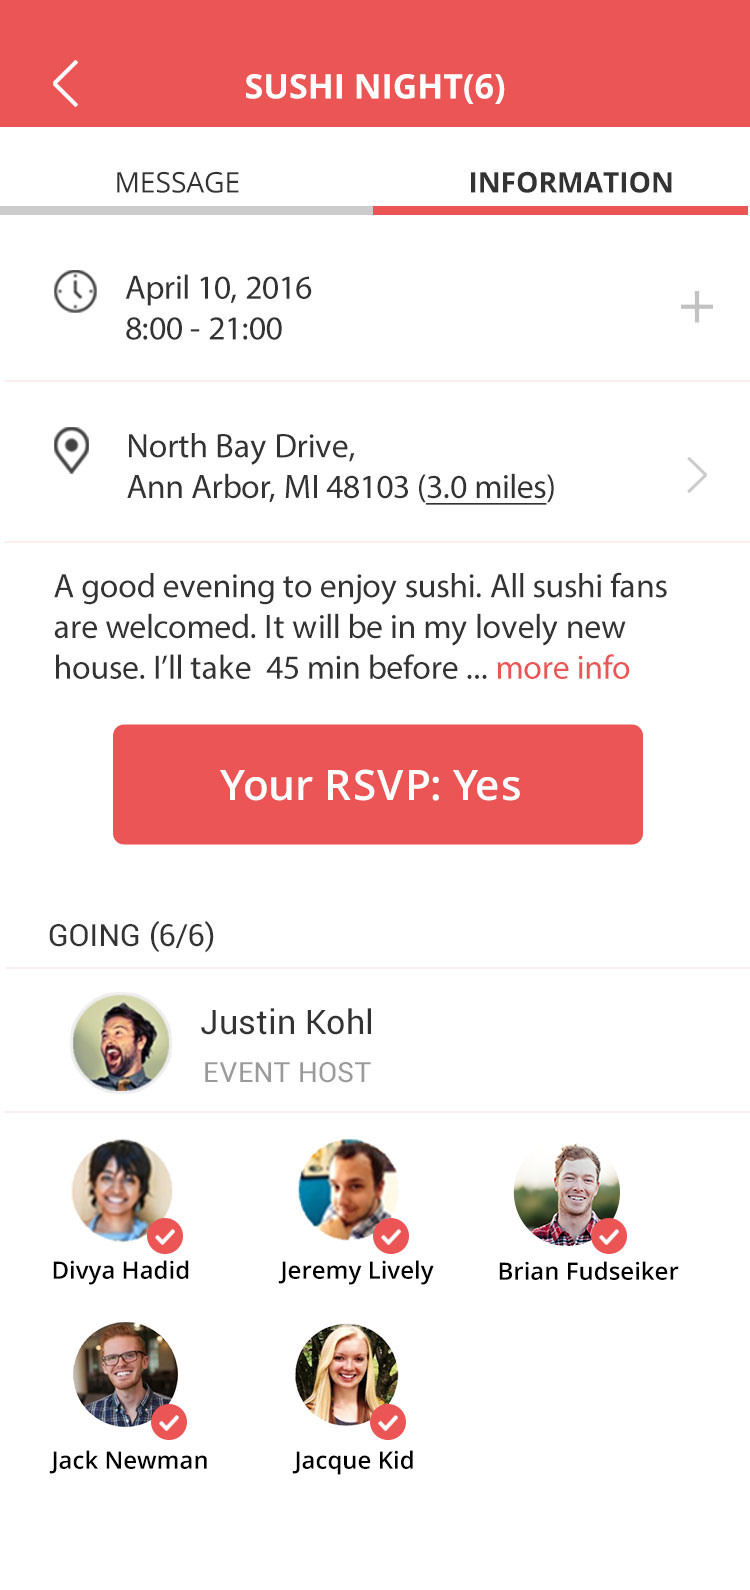 SUSHI NIGHT(6)
MESSAGE
INFORMATION
April 10, 2016
8:00 - 21:00
North Bay Drive,
Ann Arbor, MI 48103 (3.0 miles)
A good evening to enjoy sushi. All sushi fans
are welcomed. It will be in my lovely new
house. I’ll take  45 min before ... more info
Your RSVP: Yes
GOING (6/6)
Justin Kohl
EVENT HOST
Divya Hadid
Jeremy Lively
Brian Fudseiker
Jack Newman
Jacque Kid